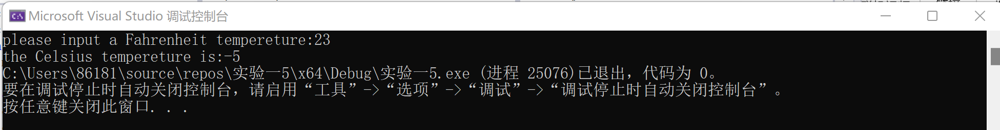 Microsoft Visual Studio 调试控制台
please input a Fahrenheit tempereture:23
the Celsius tempereture is:-5
C:\Users\86181\source\repos\实验一5\x64\Debug\实验一5.exe (进程 25076)已退出，代码为 0。
要在调试停止时自动关闭控制台，请启用“工具”->“选项”->“调试”->“调试停止时自动关闭控制台”。
按任意键关闭此窗口. . .